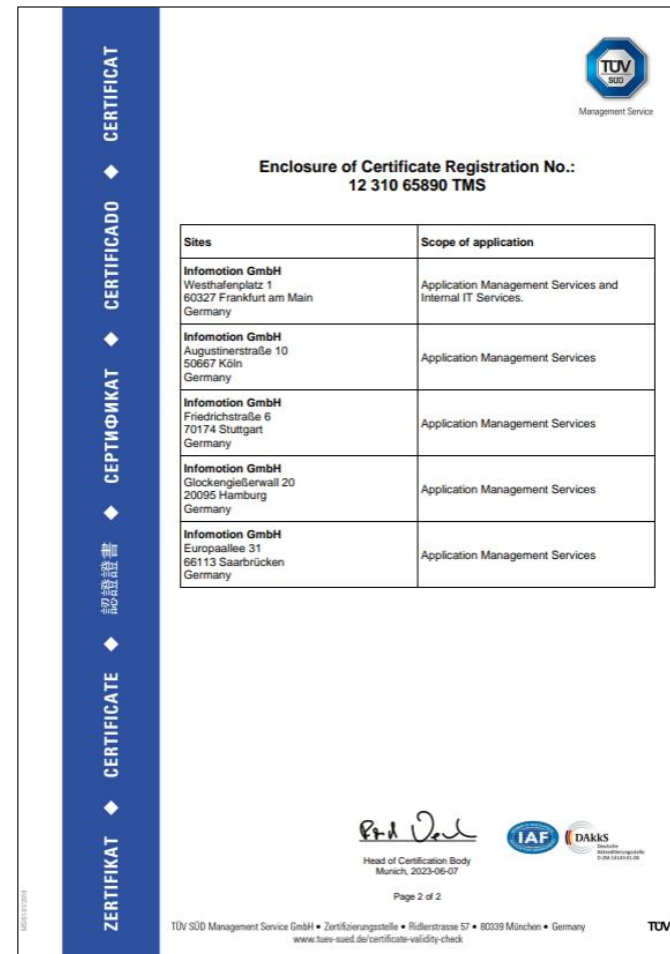 ZERTIFIKAT ◆ CERTIFICATE ◆ 認證證書 ◆ СЕРТИФИКАТ ◆ CERTIFICADO ◆ CERTIFICAT
TÜV
SÜD
Management Service
Enclosure of Certificate Registration No.:
12 310 65890 TMS
Sites
Scope of application
Infomotion GmbH
Westhafenplatz 1
60327 Frankfurt am Main
Germany
Application Management Services and
Internal IT Services.
Infomotion GmbH
Augustinerstraße 10
50667 Köln
Germany
Application Management Services
Infomotion GmbH
Friedrichstraße 6
70174 Stuttgart
Germany
Application Management Services
Infomotion GmbH
Glockengießerwall 20
20095 Hamburg
Germany
Application Management Services
Infomotion GmbH
Europaallee 31
66113 Saarbrücken
Germany
Application Management Services
IAF
DAkkS
Deutsche
Akkreditierungsstelle
Head of Certification Body
Munich, 2023-06-07
Page 2 of 2
TÜV SÜD Management Service GmbH • Zertifizierungsstelle • Ridlerstrasse 57 • 80339 München • Germany
www.tuev-sued.de/certificate-validity-check
TÜV